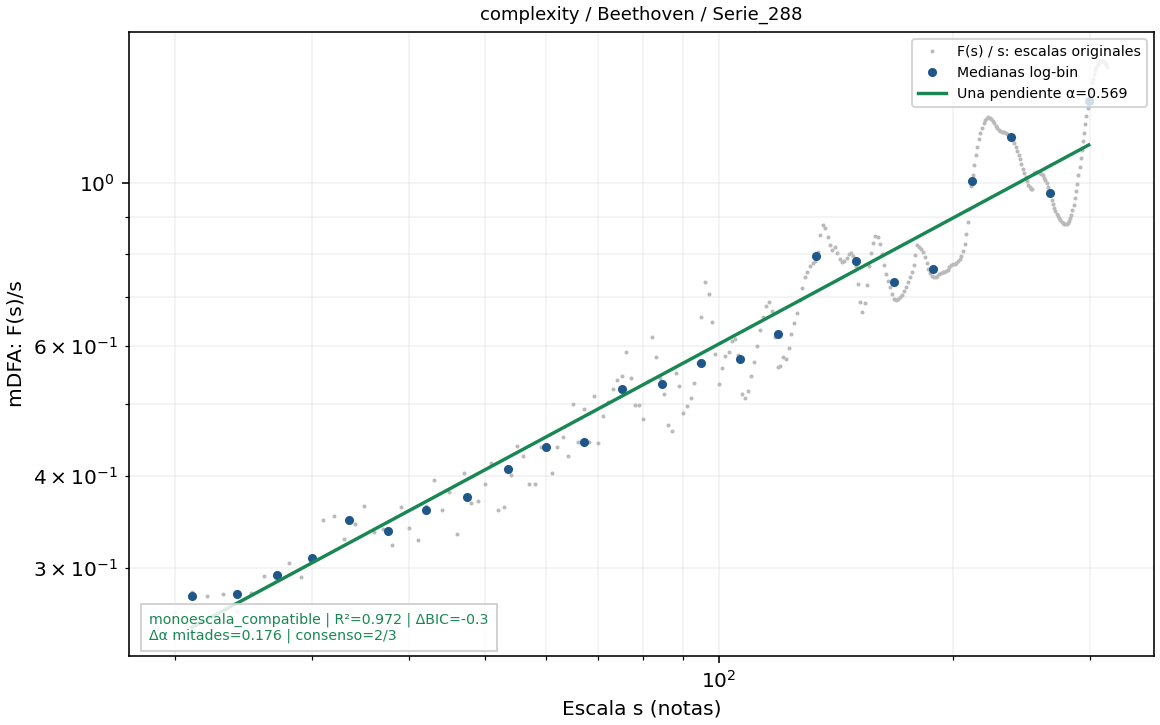 complexity / Beethoven / Serie_288
F(s) / s: escalas originales
Medianas log-bin
Una pendiente α=0.569
mDFA: F(s)/s
10⁰
6 × 10⁻¹
4 × 10⁻¹
3 × 10⁻¹
monoescala_compatible | R²=0.972 | ΔBIC=-0.3
Δα mitades=0.176 | consenso=2/3
10²
Escala s (notas)